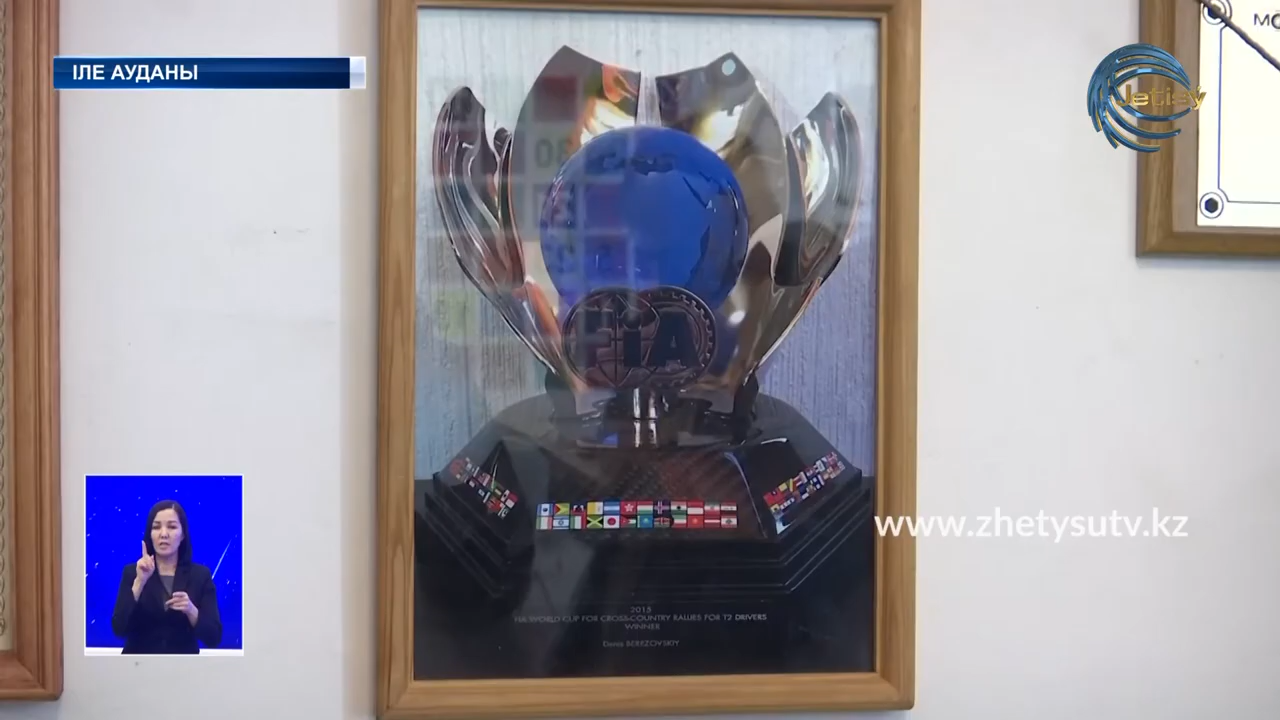 ІЛЕ АУДАНЫ
Jetisý
FIA
www.zhetysutv.kz
2015
FIA WORLD CUP FOR CROSS-COUNTRY RALLIES FOR T2 DRIVERS
WINNER
Denis BEREZOVSKIY